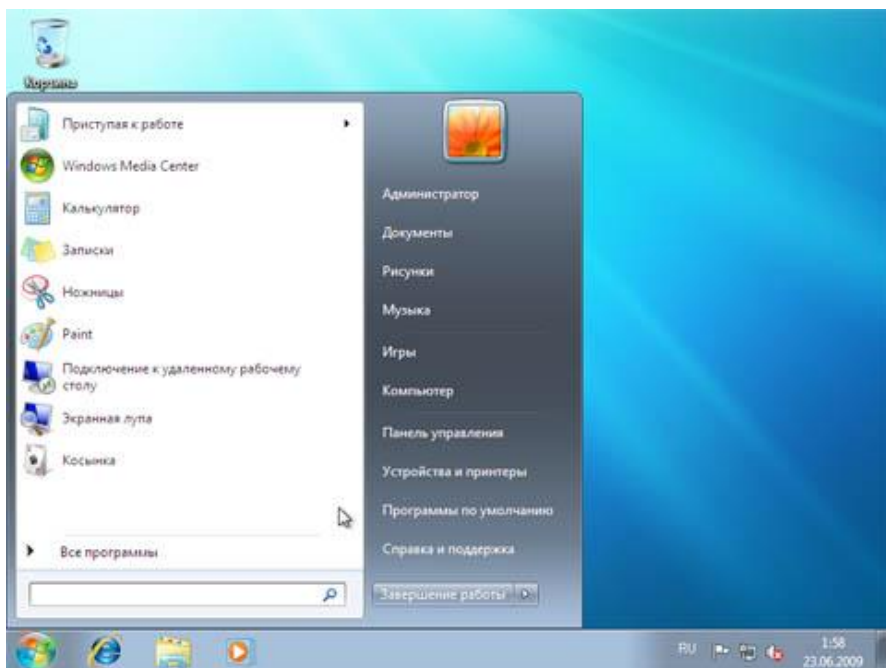 Корзина
Приступая к работе
Windows Media Center
Калькулятор
Записки
Ножницы
Paint
Подключение к удаленному рабочему
столу
Экранная лупа
Косынка
Все программы
Администратор
Документы
Рисунки
Музыка
Игры
Компьютер
Панель управления
Устройства и принтеры
Программы по умолчанию
Справка и поддержка
Завершение работы
RU
1:58
23.06.2009